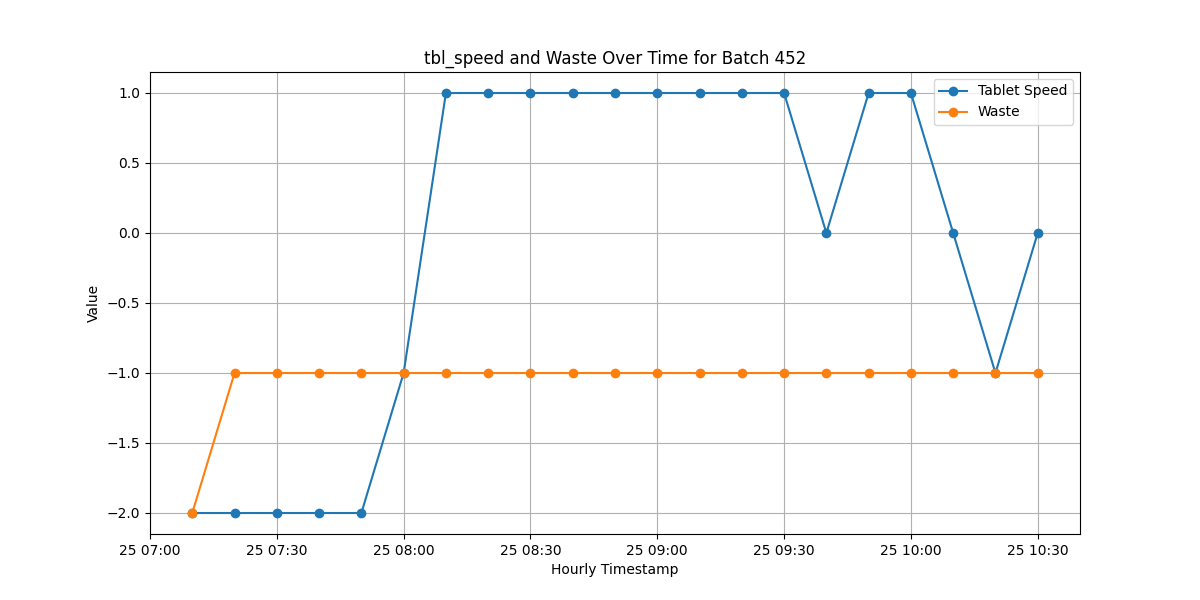 tbl_speed and Waste Over Time for Batch 452
Tablet Speed
Waste
1.0
0.5
0.0
−0.5
−1.0
−1.5
−2.0
Value
25 07:00 25 07:30 25 08:00 25 08:30 25 09:00 25 09:30 25 10:00 25 10:30
Hourly Timestamp